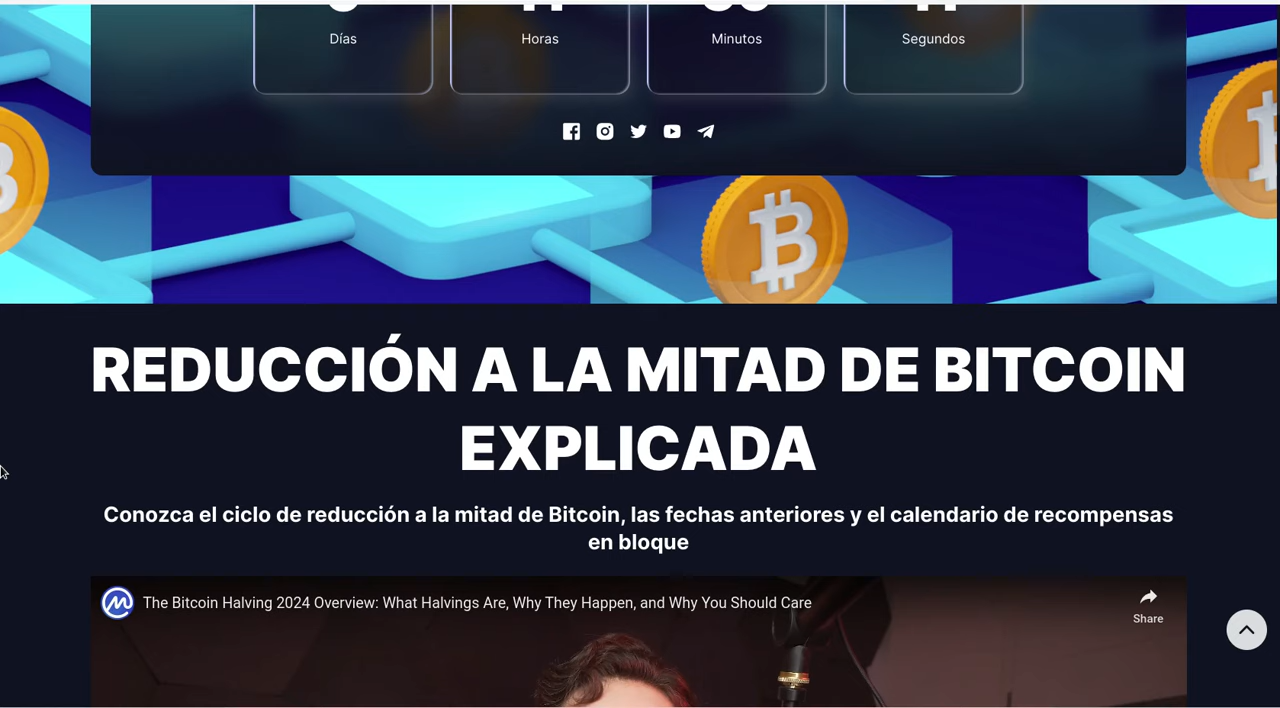 Días Horas Minutos Segundos
REDUCCIÓN A LA MITAD DE BITCOIN
EXPLICADA
Conozca el ciclo de reducción a la mitad de Bitcoin, las fechas anteriores y el calendario de recompensas
en bloque
The Bitcoin Halving 2024 Overview: What Halvings Are, Why They Happen, and Why You Should Care
Share